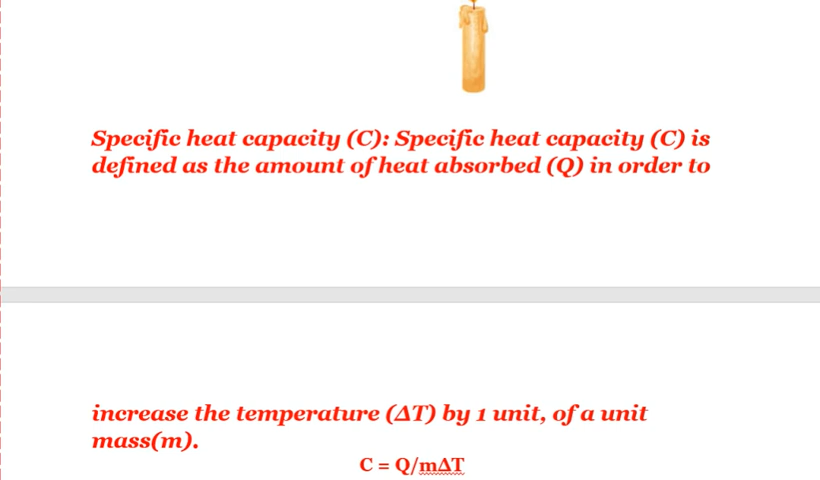 Specific heat capacity (C): Specific heat capacity (C) is
defined as the amount of heat absorbed (Q) in order to
increase the temperature (ΔT) by 1 unit, of a unit
mass(m).
C = Q/mΔT